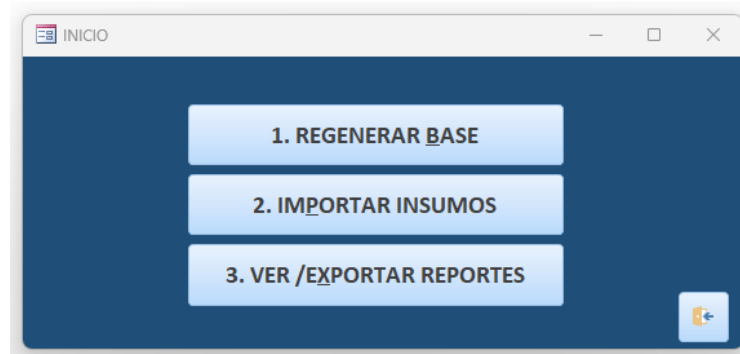 INICIO
1. REGENERAR BASE
2. IMPORTAR INSUMOS
3. VER /EXPORTAR REPORTES